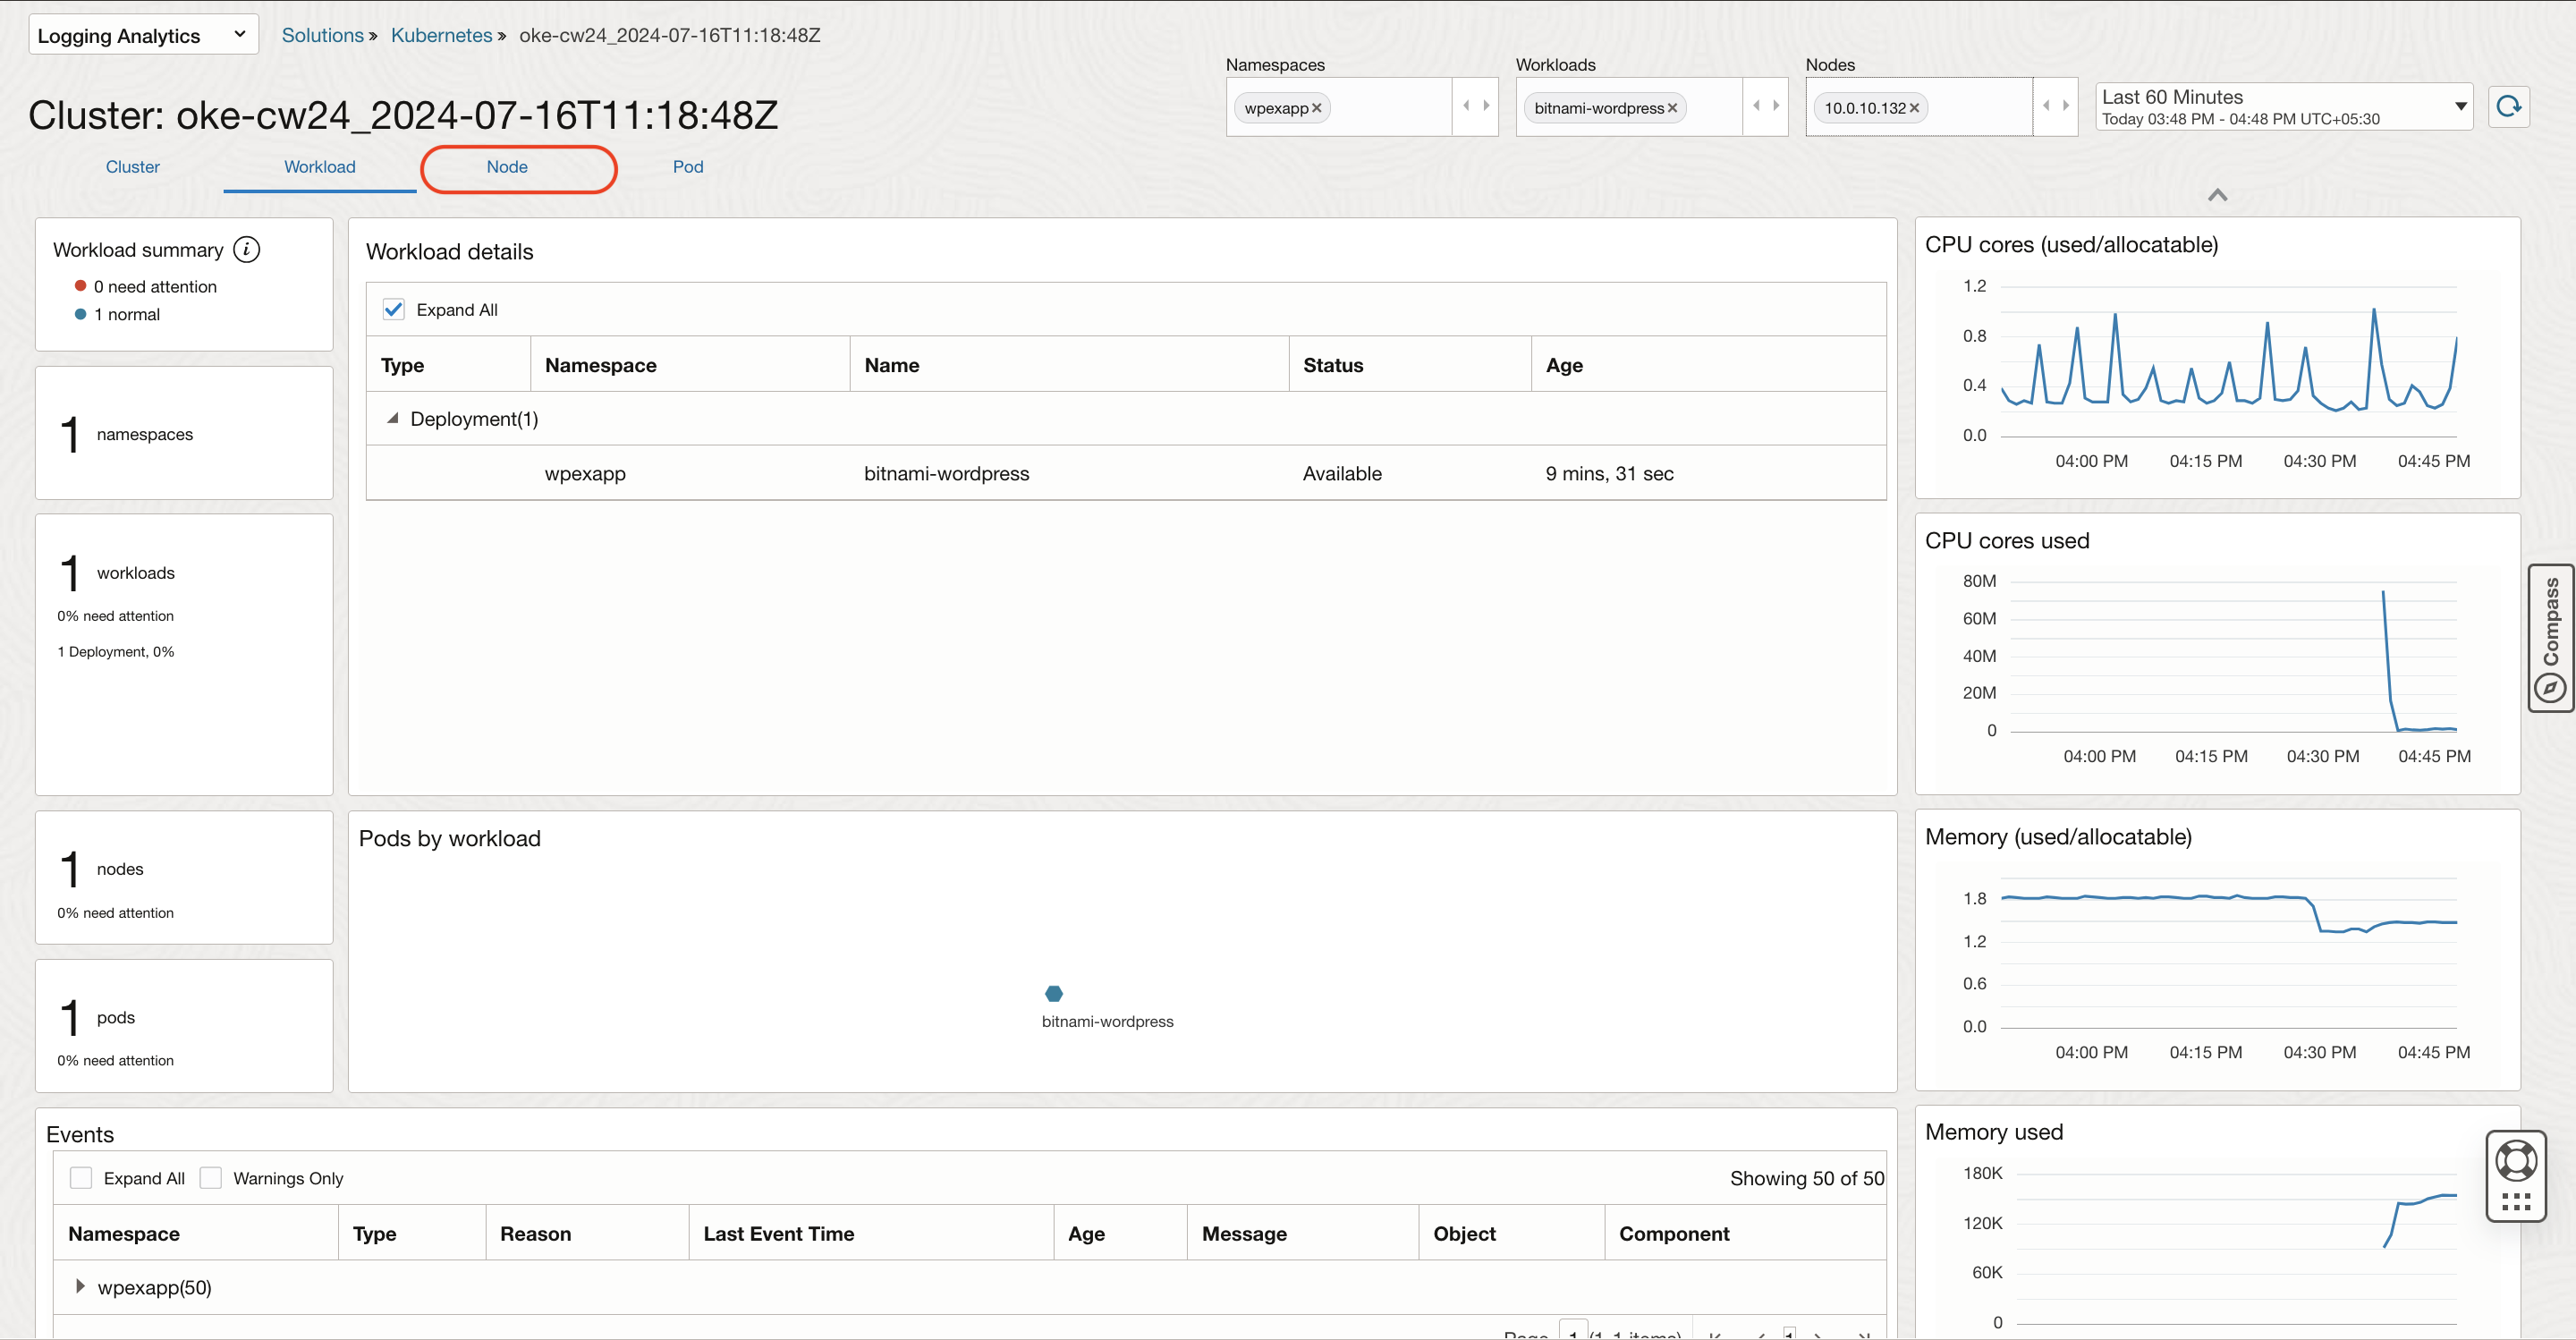 Logging Analytics
Solutions » Kubernetes » oke-cw24_2024-07-16T11:18:48Z
Cluster: oke-cw24_2024-07-16T11:18:48Z
Namespaces
wpexapp×
Workloads
bitnami-wordpress×
Nodes
10.0.10.132×
Last 60 Minutes
Today 03:48 PM - 04:48 PM UTC+05:30
Cluster
Workload
Node
Pod
Workload summary i
0 need attention
1 normal
1 namespaces
1 workloads
0% need attention
1 Deployment, 0%
1 nodes
0% need attention
1 pods
0% need attention
Workload details
Expand All
Type Namespace Name Status Age
Deployment(1)
wpexapp bitnami-wordpress Available 9 mins, 31 sec
Pods by workload
bitnami-wordpress
Events
Expand All Warnings Only Showing 50 of 50
Namespace Type Reason Last Event Time Age Message Object Component
wpexapp(50)
CPU cores (used/allocatable)
1.2
0.8
0.4
0.0
04:00 PM 04:15 PM 04:30 PM 04:45 PM
CPU cores used
80M
60M
40M
20M
0
04:00 PM 04:15 PM 04:30 PM 04:45 PM
Memory (used/allocatable)
1.8
1.2
0.6
0.0
04:00 PM 04:15 PM 04:30 PM 04:45 PM
Memory used
180K
120K
60K
0
Compass